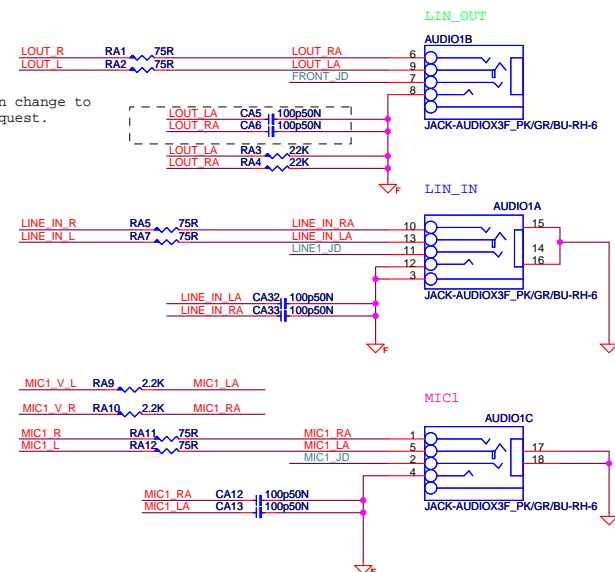 LIN_OUT
AUDIO1B
LOUT_R RA1 75R LOUT_RA 6
LOUT_L RA2 75R LOUT_LA 9
FRONT_JD 7
8
n change to
quest.
LOUT_LA CA5 100p50N
LOUT_RA CA6 100p50N
JACK-AUDIOX3F_PK/GR/BU-RH-6
LOUT_LA RA3 22K
LOUT_RA RA4 22K
F
LIN_IN
AUDIO1A
LINE_IN_R RA5 75R LINE_IN_RA 10 15
LINE_IN_L RA7 75R LINE_IN_LA 13
LINE1_JD 11 14
12 16
3
JACK-AUDIOX3F_PK/GR/BU-RH-6
LINE_IN_LA CA32 100p50N
LINE_IN_RA CA33 100p50N
F
MIC1_V_L RA9 2.2K MIC1_LA
MIC1
MIC1_V_R RA10 2.2K MIC1_RA
AUDIO1C
MIC1_R RA11 75R MIC1_RA 1
MIC1_L RA12 75R MIC1_LA 5 17
MIC1_JD 2 18
4
MIC1_RA CA12 100p50N
MIC1_LA CA13 100p50N
JACK-AUDIOX3F_PK/GR/BU-RH-6
F